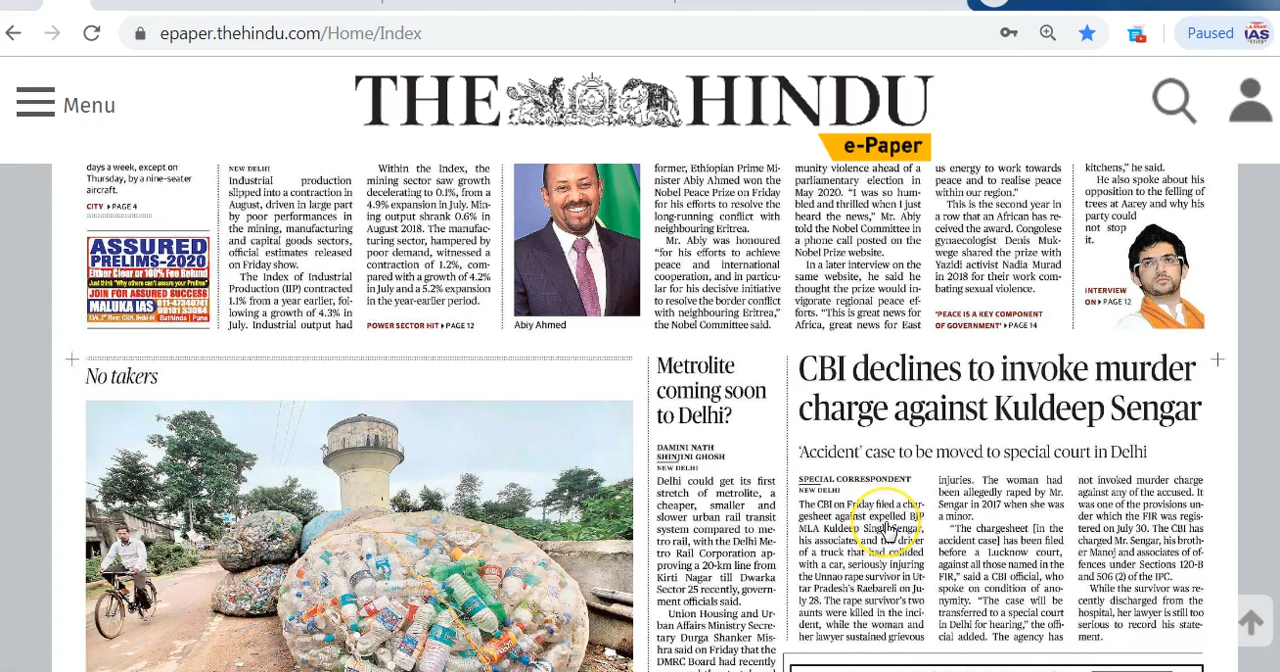 epaper.thehindu.com/Home/Index
Paused
IAS
Menu
THE HINDU
e-Paper
days a week, except on
Thursday, by a nine-seater
aircraft.
CITY ▸ PAGE 4
ASSURED
PRELIMS-2020
Either Clear or 100% Fee Refund
JOIN FOR ASSURED SUCCESS
MALUKA IAS
NEW DELHI
Industrial production
slipped into a contraction in
August, driven in large part
by poor performances in
the mining, manufacturing
and capital goods sectors,
official estimates released
on Friday show.
The Index of Industrial
Production (IIP) contracted
1.1% from a year earlier, fol-
lowing a growth of 4.3% in
July. Industrial output had
Within the Index, the
mining sector saw growth
decelerating to 0.1%, from a
4.9% expansion in July. Min-
ing output shrank 0.6% in
August 2018. The manufac-
turing sector, hampered by
poor demand, witnessed a
contraction of 1.2%, com-
pared with a growth of 4.2%
in July and a 5.2% expansion
in the year-earlier period.
POWER SECTOR HIT ▸ PAGE 12
Abiy Ahmed
former, Ethiopian Prime Mi-
nister Abiy Ahmed won the
Nobel Peace Prize on Friday
for his efforts to resolve the
long-running conflict with
neighbouring Eritrea.
Mr. Abiy was honoured
“for his efforts to achieve
peace and international
cooperation, and in particu-
lar for his decisive initiative
to resolve the border conflict
with neighbouring Eritrea,”
the Nobel Committee said.
munity violence ahead of a
parliamentary election in
May 2020. “I was so hum-
bled and thrilled when I just
heard the news,” Mr. Abiy
told the Nobel Committee in
a phone call posted on the
Nobel Prize website.
In a later interview on the
same website, he said he
thought the prize would in-
vigorate regional peace ef-
forts. “This is great news for
Africa, great news for East
us energy to work towards
peace and to realise peace
within our region.”
This is the second year in
a row that an African has re-
ceived the award. Congolese
gynaecologist Denis Muk-
wege shared the prize with
Yazidi activist Nadia Murad
in 2018 for their work com-
bating sexual violence.
‘PEACE IS A KEY COMPONENT
OF GOVERNMENT’ ▸ PAGE 14
kitchens,” he said.
He also spoke about his
opposition to the felling of
trees at Aarey and why his
party could
not stop
it.
INTERVIEW
ON ▸ PAGE 12
No takers
Metrolite
coming soon
to Delhi?
DAMINI NATH
SHINJINI GHOSH
NEW DELHI
Delhi could get its first
stretch of metrolite, a
cheaper, smaller and
slower urban rail transit
system compared to me-
tro rail, with the Delhi Me-
tro Rail Corporation ap-
proving a 20-km line from
Kirti Nagar till Dwarka
Sector 25 recently, govern-
ment officials said.
Union Housing and Ur-
ban Affairs Ministry Secre-
tary Durga Shanker Mis-
hra said on Friday that the
DMRC Board had recently
CBI declines to invoke murder
charge against Kuldeep Sengar
‘Accident’ case to be moved to special court in Delhi
SPECIAL CORRESPONDENT
NEW DELHI
The CBI on Friday filed a char-
gesheet against expelled BJP
MLA Kuldeep Singh Sengar,
his associates and the driver
of a truck that had collided
with a car, seriously injuring
the Unnao rape survivor in Ut-
tar Pradesh’s Raebareli on Ju-
ly 28. The rape survivor’s two
aunts were killed in the inci-
dent, while the woman and
her lawyer sustained grievous
injuries. The woman had
been allegedly raped by Mr.
Sengar in 2017 when she was
a minor.
“The chargesheet [in the
accident case] has been filed
before a Lucknow court,
against all those named in the
FIR,” said a CBI official, who
spoke on condition of ano-
nymity. “The case will be
transferred to a special court
in Delhi for hearing,” the offi-
cial added. The agency has
not invoked murder charge
against any of the accused. It
was one of the provisions un-
der which the FIR was regis-
tered on July 30. The CBI has
charged Mr. Sengar, his broth-
er Manoj and associates of of-
fences under Sections 120-B
and 506 (2) of the IPC.
While the survivor was re-
cently discharged from the
hospital, her lawyer is still too
serious to record his state-
ment.